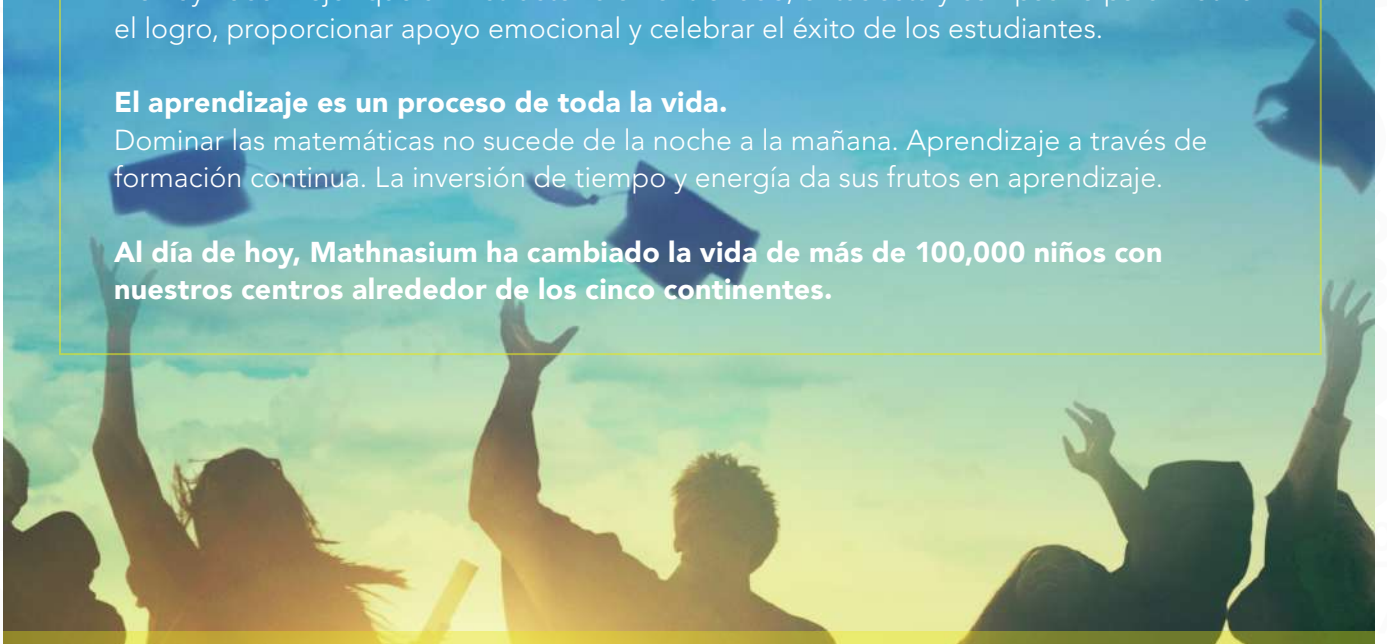 el logro, proporcionar apoyo emocional y celebrar el éxito de los estudiantes.
El aprendizaje es un proceso de toda la vida.
Dominar las matemáticas no sucede de la noche a la mañana. Aprendizaje a través de
formación continua. La inversión de tiempo y energía da sus frutos en aprendizaje.
Al día de hoy, Mathnasium ha cambiado la vida de más de 100,000 niños con
nuestros centros alrededor de los cinco continentes.